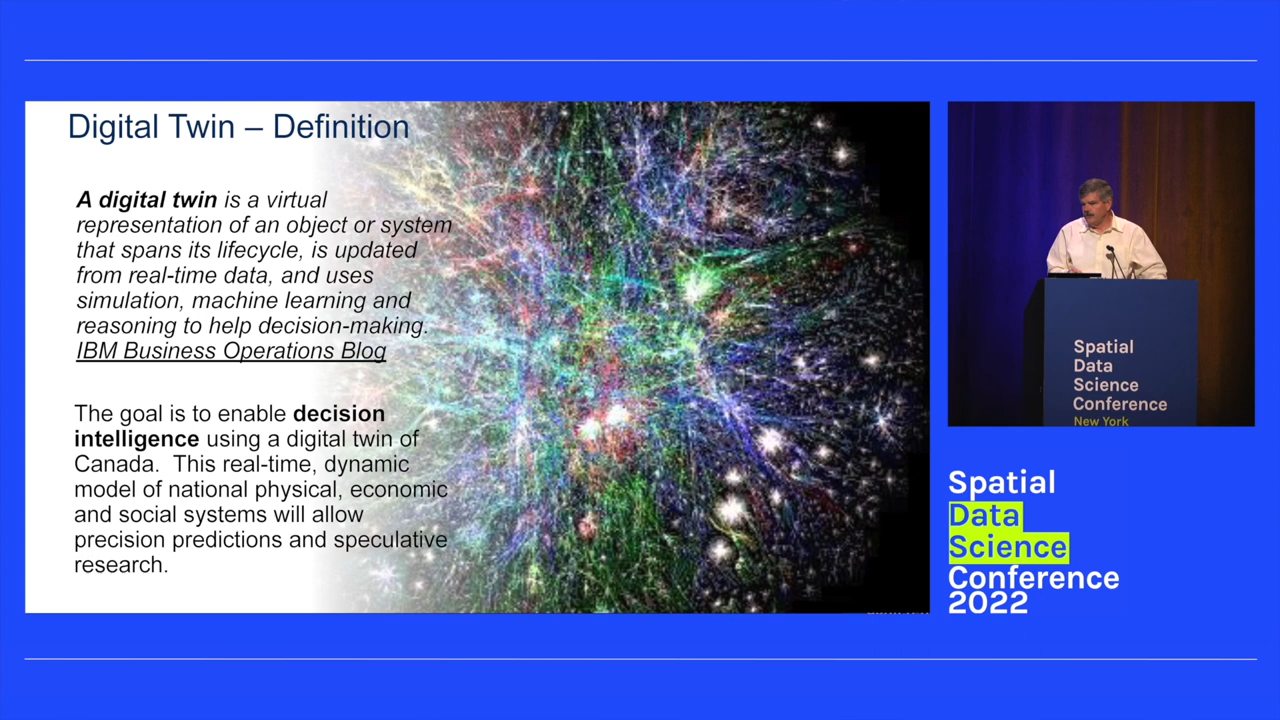 Digital Twin – Definition
A digital twin is a virtual
representation of an object or system
that spans its lifecycle, is updated
from real-time data, and uses
simulation, machine learning and
reasoning to help decision-making.
IBM Business Operations Blog
The goal is to enable decision
intelligence using a digital twin of
Canada.  This real-time, dynamic
model of national physical, economic
and social systems will allow
precision predictions and speculative
research.
Spatial
Data
Science
Conference
New York
Spatial
Data
Science
Conference
2022